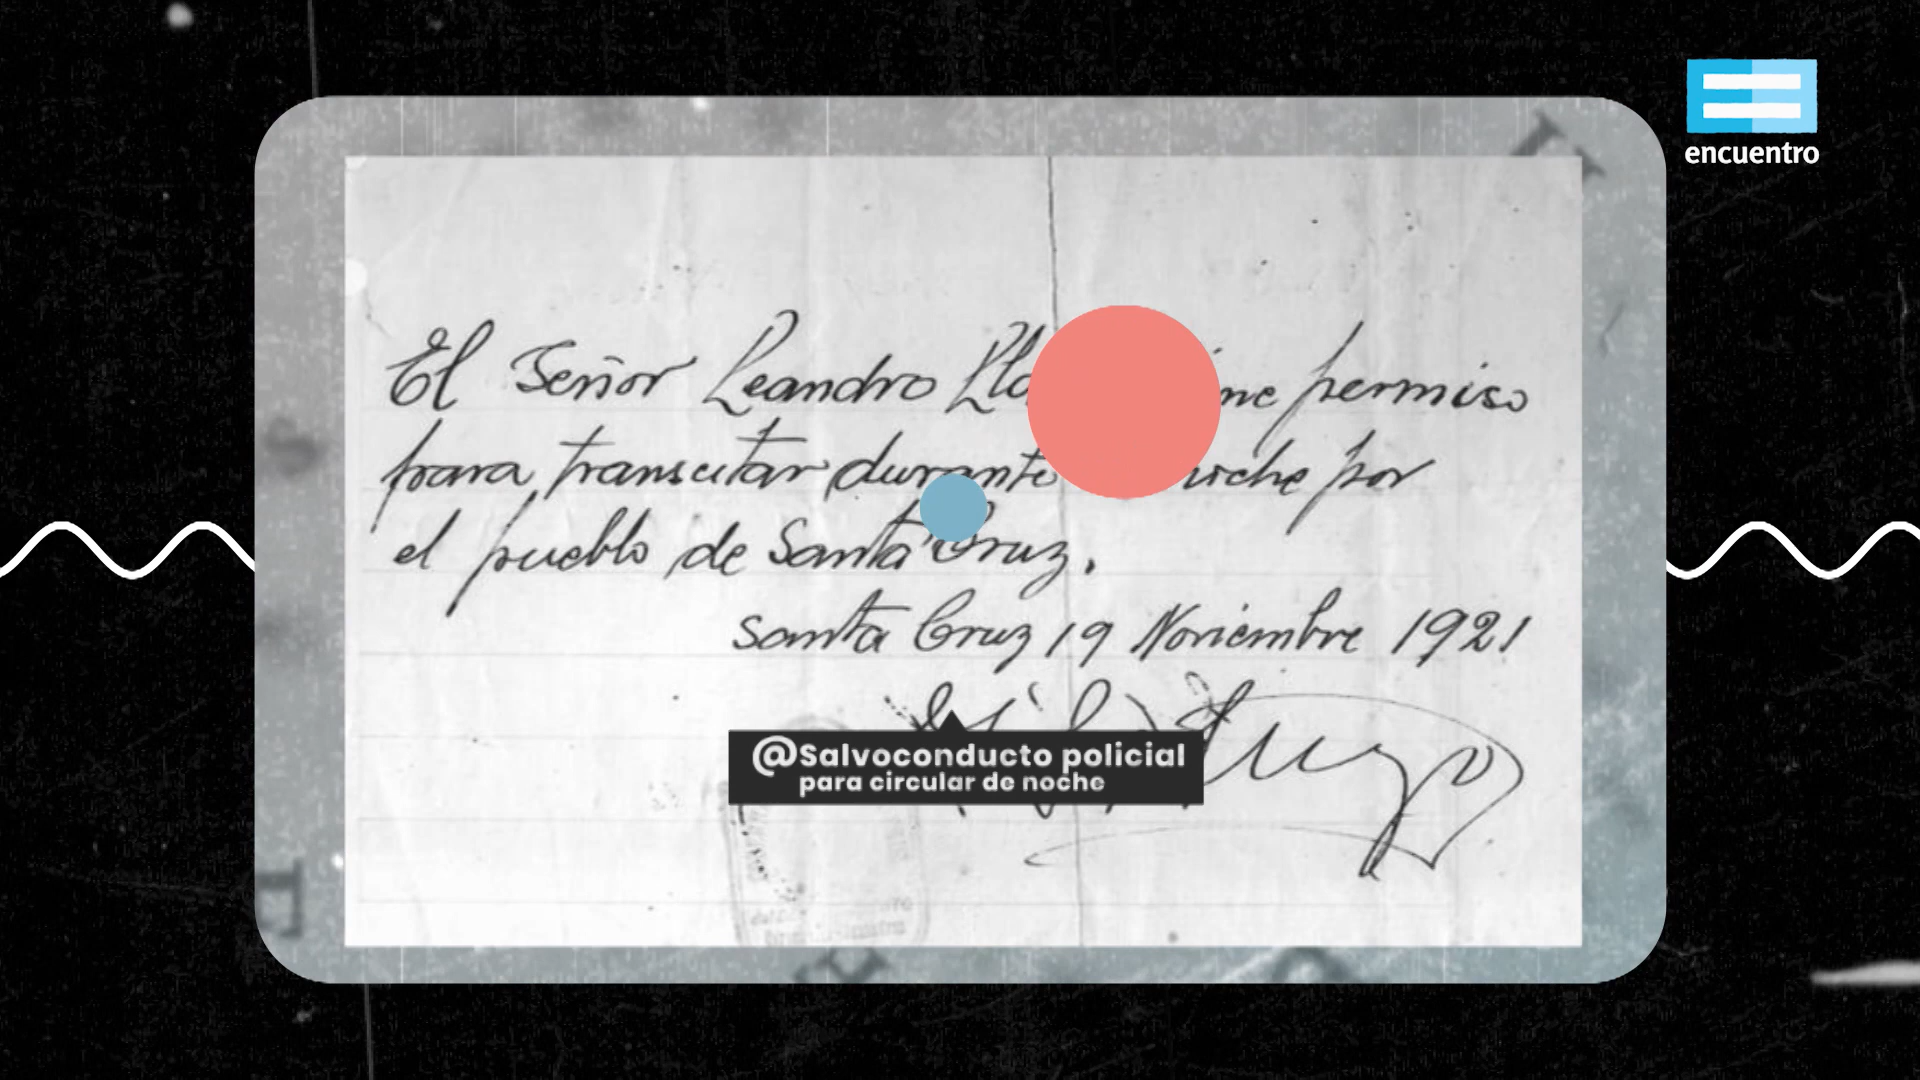 encuentro
El Señor Leandro permiso
para transitar durante noche por
el pueblo de Santa Cruz.
Santa Cruz 19 Noviembre 1921
@Salvoconducto policial
para circular de noche